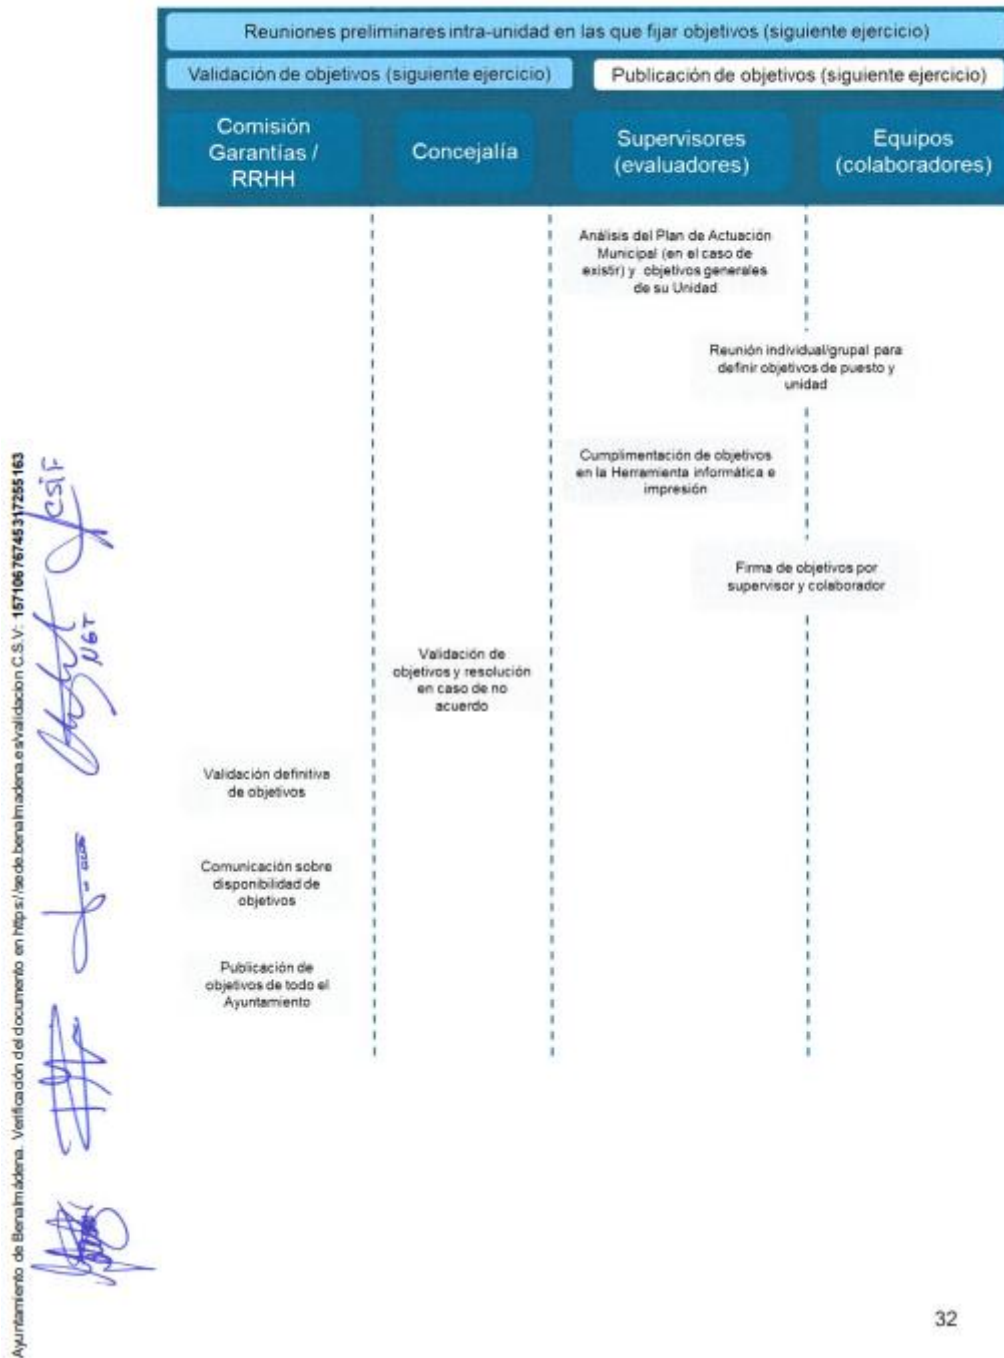 Reuniones preliminares intra-unidad en las que fijar objetivos (siguiente ejercicio)
Validación de objetivos (siguiente ejercicio)
Publicación de objetivos (siguiente ejercicio)
Comisión
Garantías /
RRHH
Concejalía
Supervisores
(evaluadores)
Equipos
(colaboradores)
Análisis del Plan de Actuación
Municipal (en el caso de
existir) y objetivos generales
de su Unidad
Reunión individual/grupal para
definir objetivos de puesto y
unidad
Cumplimentación de objetivos
en la Herramienta informática e
impresión
Firma de objetivos por
supervisor y colaborador
Validación de
objetivos y resolución
en caso de no
acuerdo
Validación definitiva
de objetivos
Comunicación sobre
disponibilidad de
objetivos
Publicación de
objetivos de todo el
Ayuntamiento
Ayuntamiento de Benalmádena. Verificación del documento en https://sede.benalmadena.es/validacion C.S.V: 15710676745317255163
CSIF
32